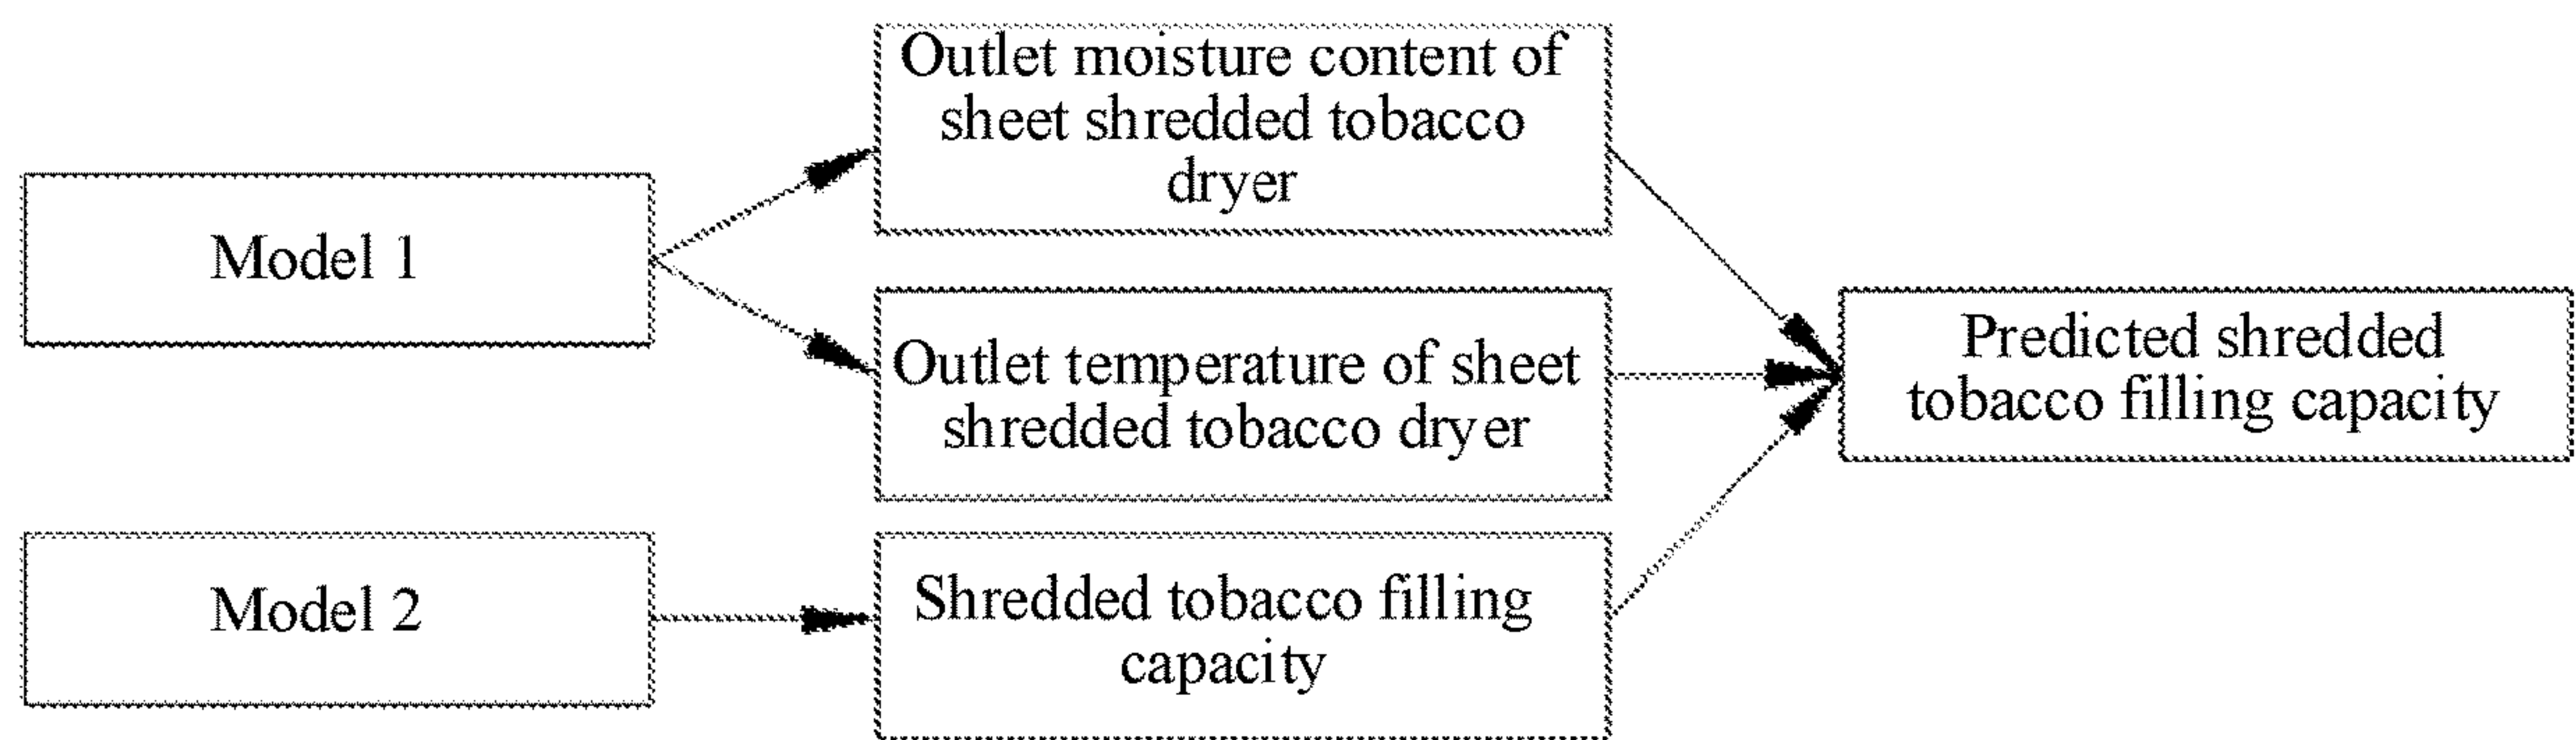 Outlet moisture content of
sheet shredded tobacco
dryer
Model 1
Outlet temperature of sheet
shredded tobacco dryer
Predicted shredded
tobacco filling capacity
Model 2
Shredded tobacco filling
capacity